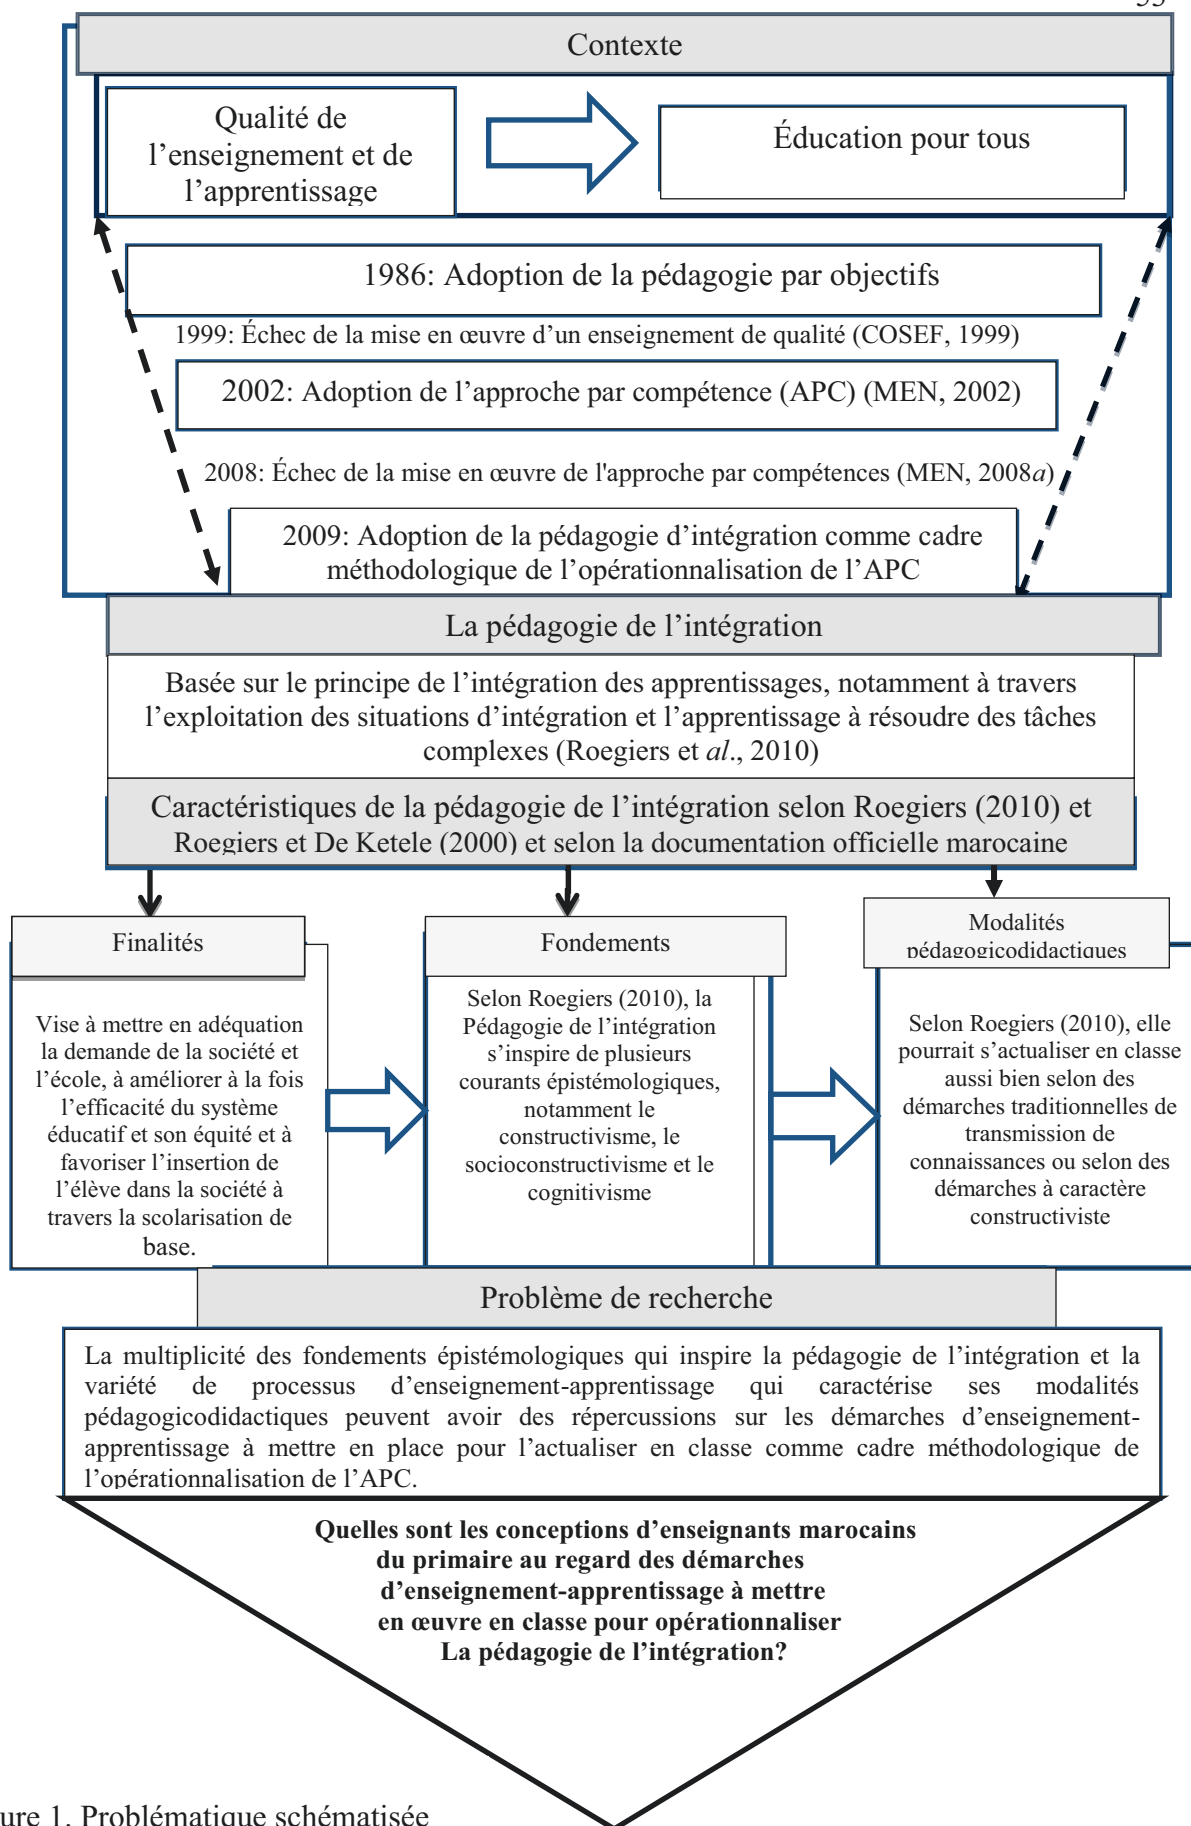 Contexte
Qualité de
l’enseignement et de
l’apprentissage
Éducation pour tous
1986: Adoption de la pédagogie par objectifs
1999: Échec de la mise en œuvre d’un enseignement de qualité (COSEF, 1999)
2002: Adoption de l’approche par compétence (APC) (MEN, 2002)
2008: Échec de la mise en œuvre de l'approche par compétences (MEN, 2008a)
2009: Adoption de la pédagogie d’intégration comme cadre
méthodologique de l’opérationnalisation de l’APC
La pédagogie de l’intégration
Basée sur le principe de l’intégration des apprentissages, notamment à travers
l’exploitation des situations d’intégration et l’apprentissage à résoudre des tâches
complexes (Roegiers et al., 2010)
Caractéristiques de la pédagogie de l’intégration selon Roegiers (2010) et
Roegiers et De Ketele (2000) et selon la documentation officielle marocaine
Finalités
Vise à mettre en adéquation
la demande de la société et
l’école, à améliorer à la fois
l’efficacité du système
éducatif et son équité et à
favoriser l’insertion de
l’élève dans la société à
travers la scolarisation de
base.
Fondements
Selon Roegiers (2010), la
Pédagogie de l’intégration
s’inspire de plusieurs
courants épistémologiques,
notamment le
constructivisme, le
socioconstructivisme et le
cognitivisme
Modalités
pédagogicodidactiques
Selon Roegiers (2010), elle
pourrait s’actualiser en classe
aussi bien selon des
démarches traditionnelles de
transmission de
connaissances ou selon des
démarches à caractère
constructiviste
Problème de recherche
La multiplicité des fondements épistémologiques qui inspire la pédagogie de l’intégration et la
variété de processus d’enseignement-apprentissage qui caractérise ses modalités
pédagogicodidactiques peuvent avoir des répercussions sur les démarches d’enseignement-
apprentissage à mettre en place pour l’actualiser en classe comme cadre méthodologique de
l’opérationnalisation de l’APC.
Quelles sont les conceptions d’enseignants marocains
du primaire au regard des démarches
d’enseignement-apprentissage à mettre
en œuvre en classe pour opérationnaliser
La pédagogie de l’intégration?
ure 1. Problématique schématisée